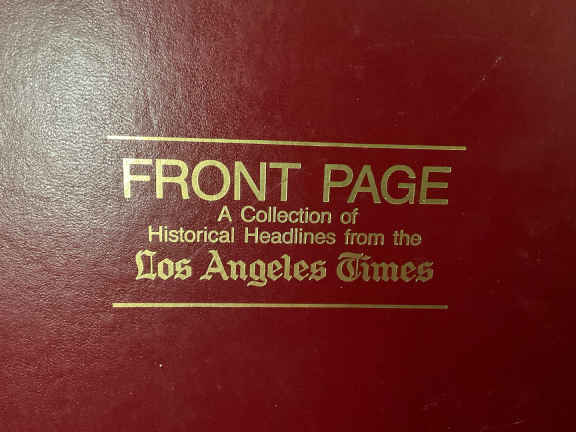 FRONT PAGE
A Collection of
Historical Headlines from the
Los Angeles Times